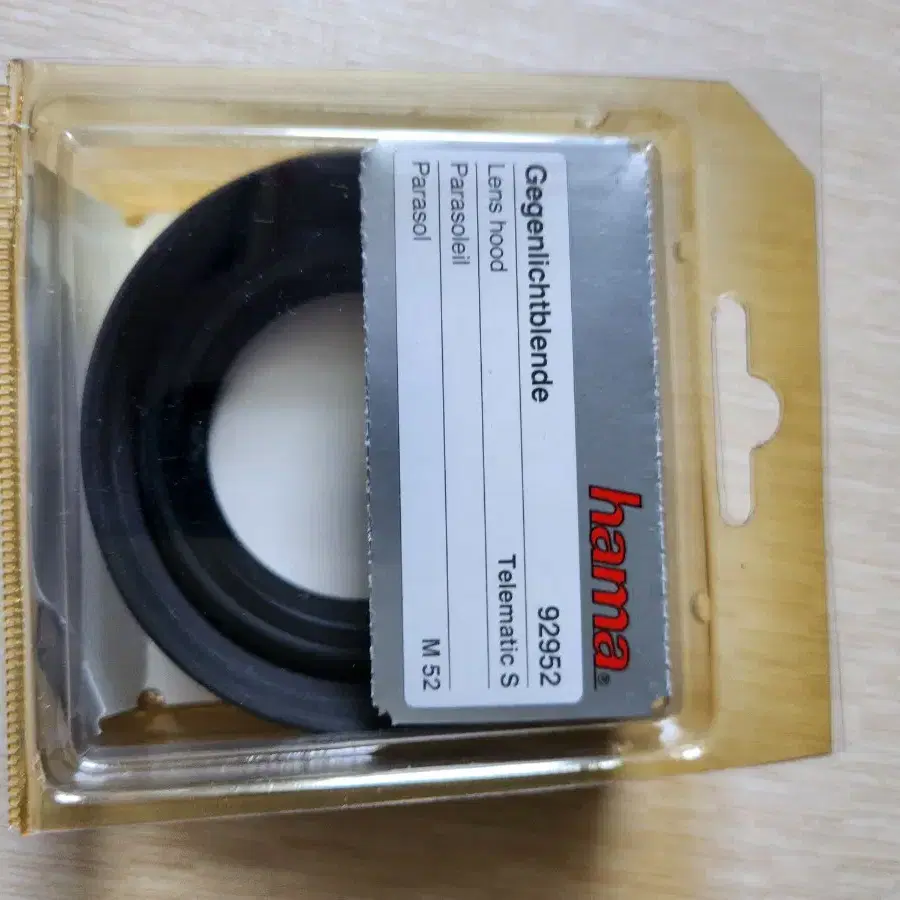 hama®
Gegenlichtblende 92952
Lens hood Telematic S
Parasoleil
Parasol M 52